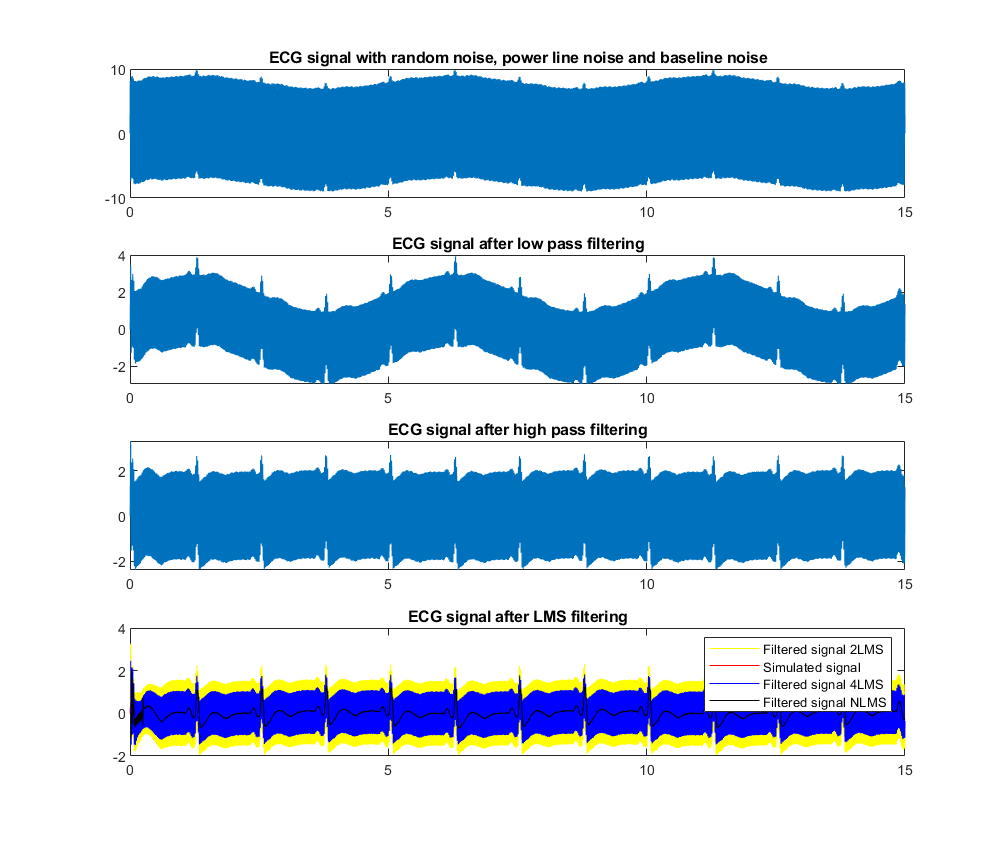 ECG signal with random noise, power line noise and baseline noise
10
0
-10
0 5 10 15
ECG signal after low pass filtering
4
2
0
-2
0 5 10 15
ECG signal after high pass filtering
2
0
-2
0 5 10 15
ECG signal after LMS filtering
4
2
0
-2
0 5 10 15
Filtered signal 2LMS
Simulated signal
Filtered signal 4LMS
Filtered signal NLMS